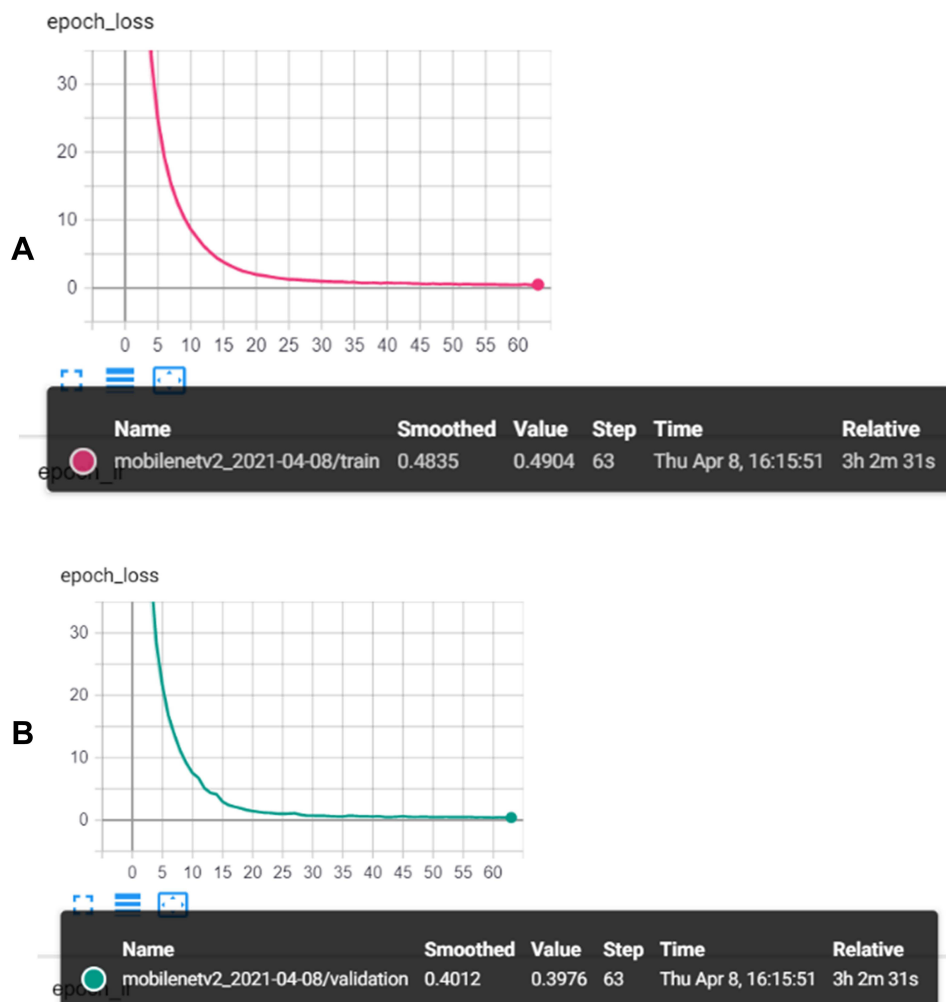 epoch_loss
30
20
10
0
A
0 5 10 15 20 25 30 35 40 45 50 55 60
Name Smoothed Value Step Time Relative
mobilenetv2_2021-04-08/train 0.4835 0.4904 63 Thu Apr 8, 16:15:51 3h 2m 31s
epoch_loss
30
20
10
0
B
0 5 10 15 20 25 30 35 40 45 50 55 60
Name Smoothed Value Step Time Relative
mobilenetv2_2021-04-08/validation 0.4012 0.3976 63 Thu Apr 8, 16:15:51 3h 2m 31s